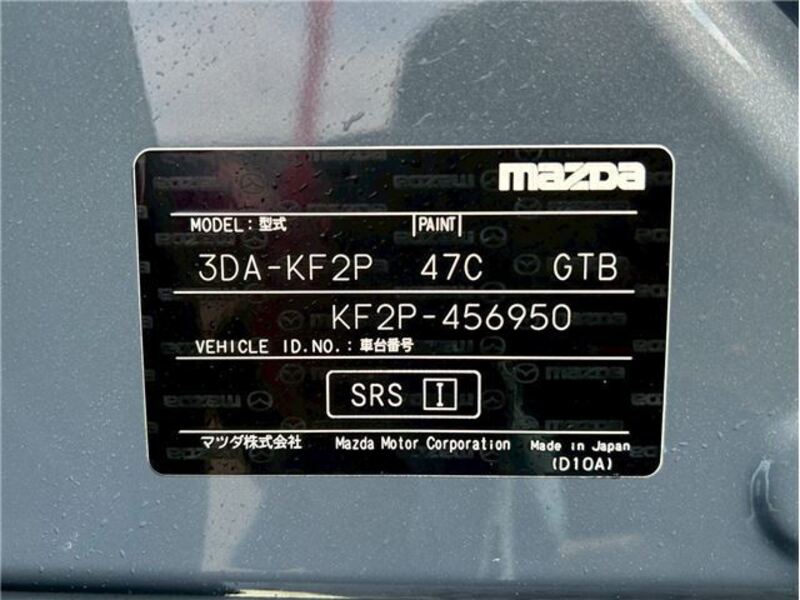 mazda
MODEL: 型式 PAINT
3DA-KF2P 47C GTB
KF2P-456950
VEHICLE ID.NO.: 車台番号
SRS I
マツダ株式会社 Mazda Motor Corporation Made in Japan
(D10A)